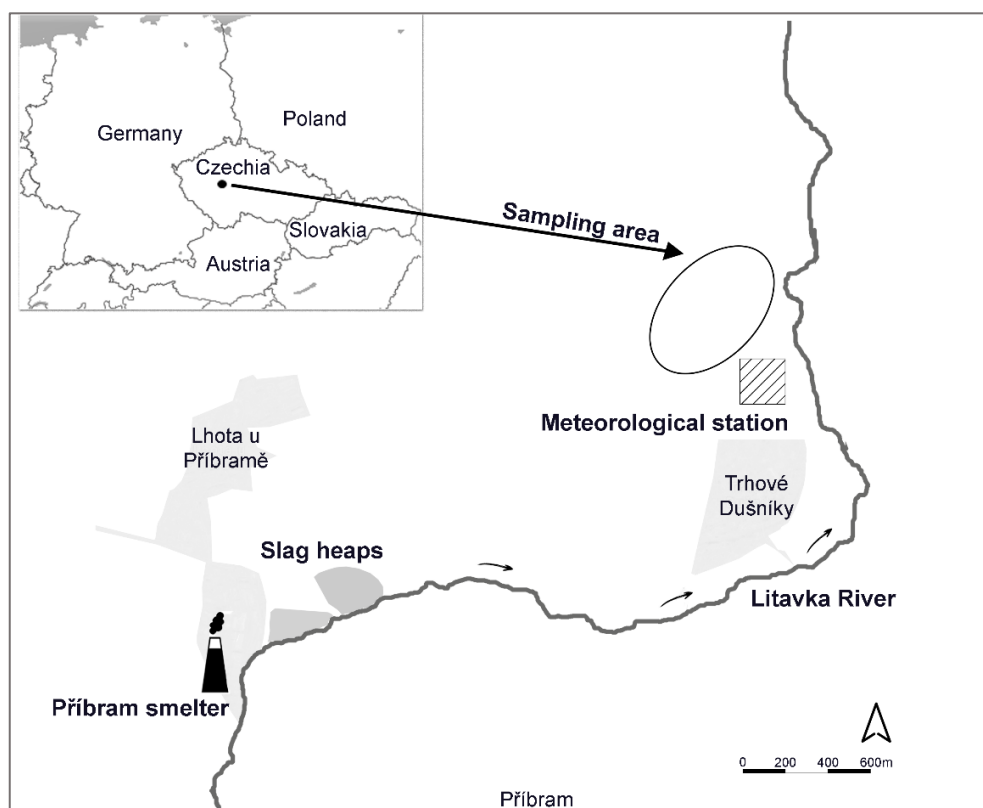 Germany
Poland
Czechia
Slovakia
Austria
Sampling area
Meteorological station
Lhota u
Příbramě
Trhové
Dušníky
Slag heaps
Litavka River
Příbram smelter
0 200 400 600m
Příbram